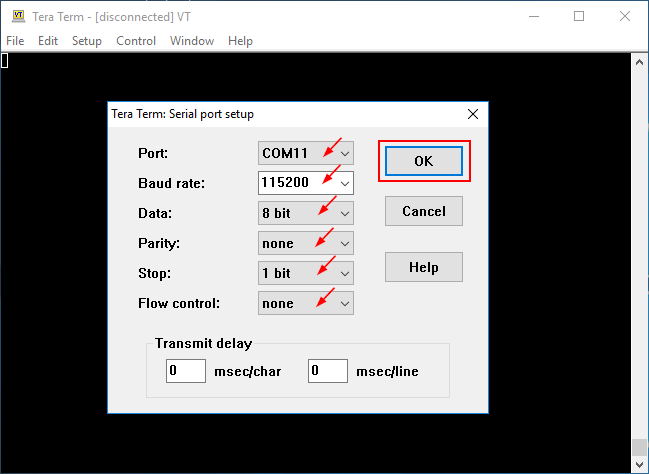 VT
Tera Term - [disconnected] VT
File Edit Setup Control Window Help
Tera Term: Serial port setup
Port: COM11 OK
Baud rate: 115200
Data: 8 bit Cancel
Parity: none
Stop: 1 bit Help
Flow control: none
Transmit delay
0 msec/char 0 msec/line